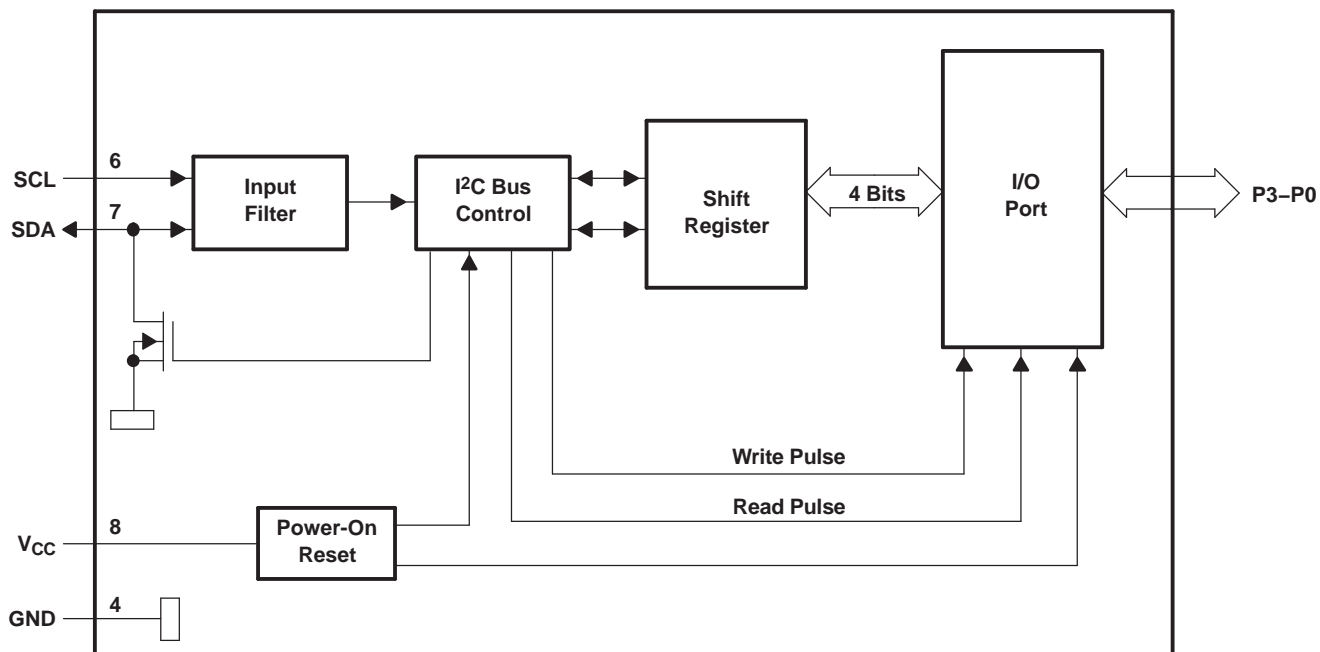 6
SCL
7
SDA
Input
Filter
I²C Bus
Control
Shift
Register
4 Bits
I/O
Port
P3–P0
Write Pulse
Read Pulse
8
VCC
Power-On
Reset
4
GND